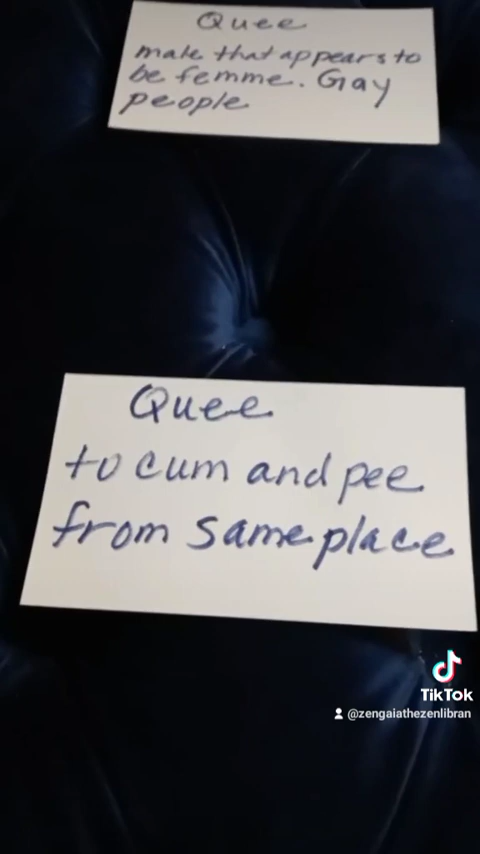 Quee
male that appears to
be femme. Gay
people
Quee
to cum and pee
from same place
TikTok
@zengaiathezenlibran